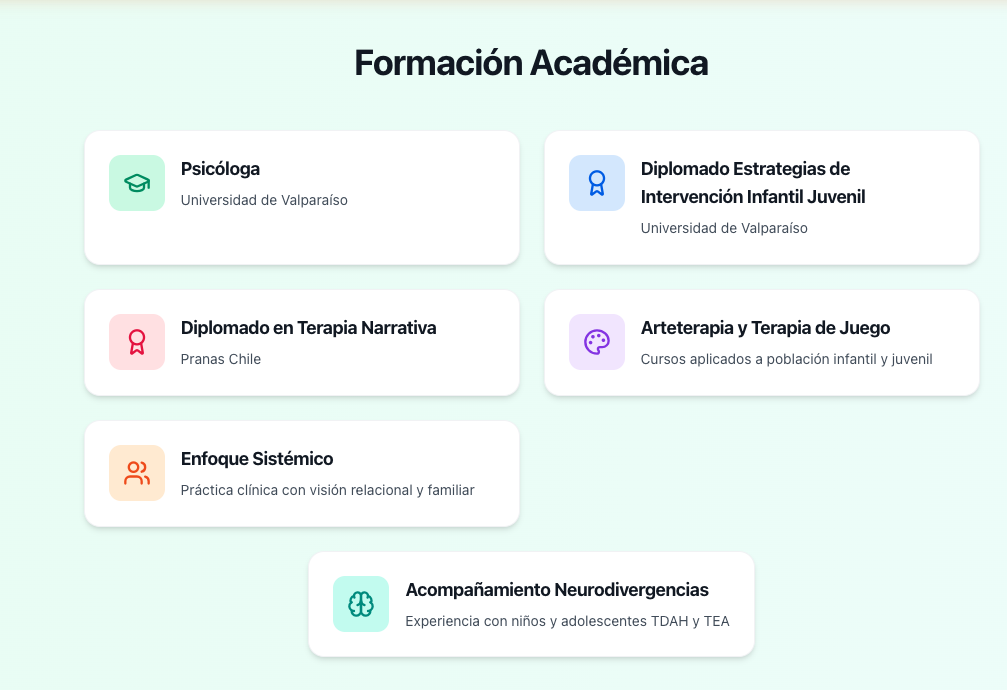 Formación Académica
Psicóloga
Universidad de Valparaíso
Diplomado Estrategias de
Intervención Infantil Juvenil
Universidad de Valparaíso
Diplomado en Terapia Narrativa
Pranas Chile
Arteterapia y Terapia de Juego
Cursos aplicados a población infantil y juvenil
Enfoque Sistémico
Práctica clínica con visión relacional y familiar
Acompañamiento Neurodivergencias
Experiencia con niños y adolescentes TDAH y TEA